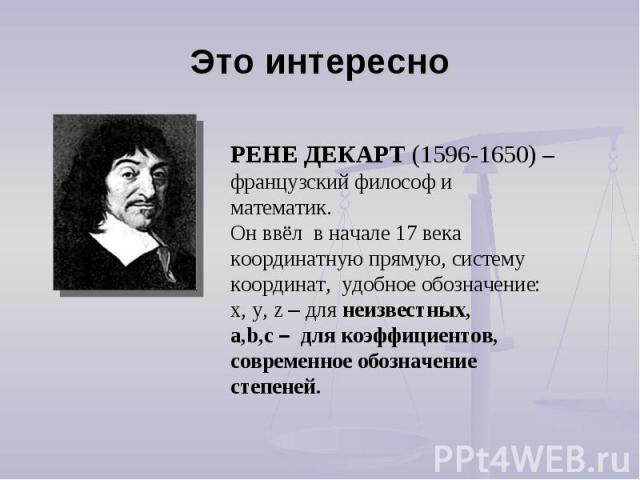 Это интересно
РЕНЕ ДЕКАРТ (1596-1650) –
французский философ и
математик.
Он ввёл в начале 17 века
координатную прямую, систему
координат, удобное обозначение:
x, y, z – для неизвестных,
a,b,c – для коэффициентов,
современное обозначение
степеней.
PPt4WEB.ru